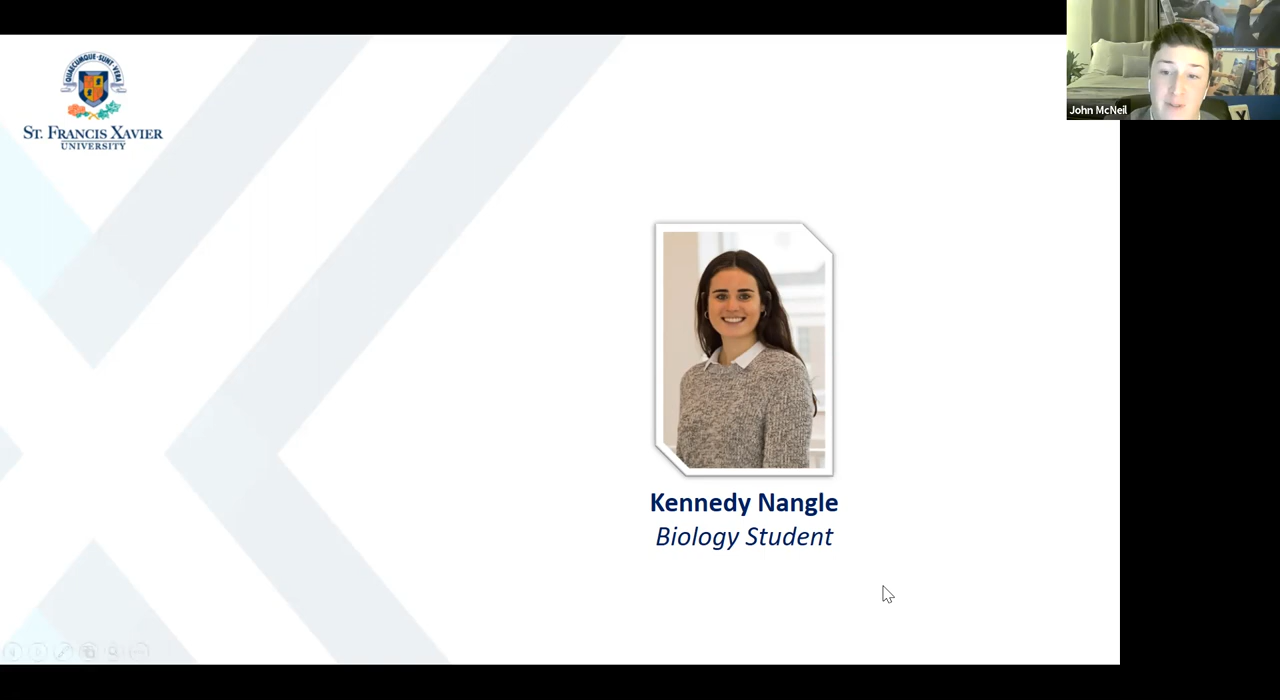 QUAECUMQUE·SUNT·VERA
ST. FRANCIS XAVIER
UNIVERSITY
John McNeil
Kennedy Nangle
Biology Student